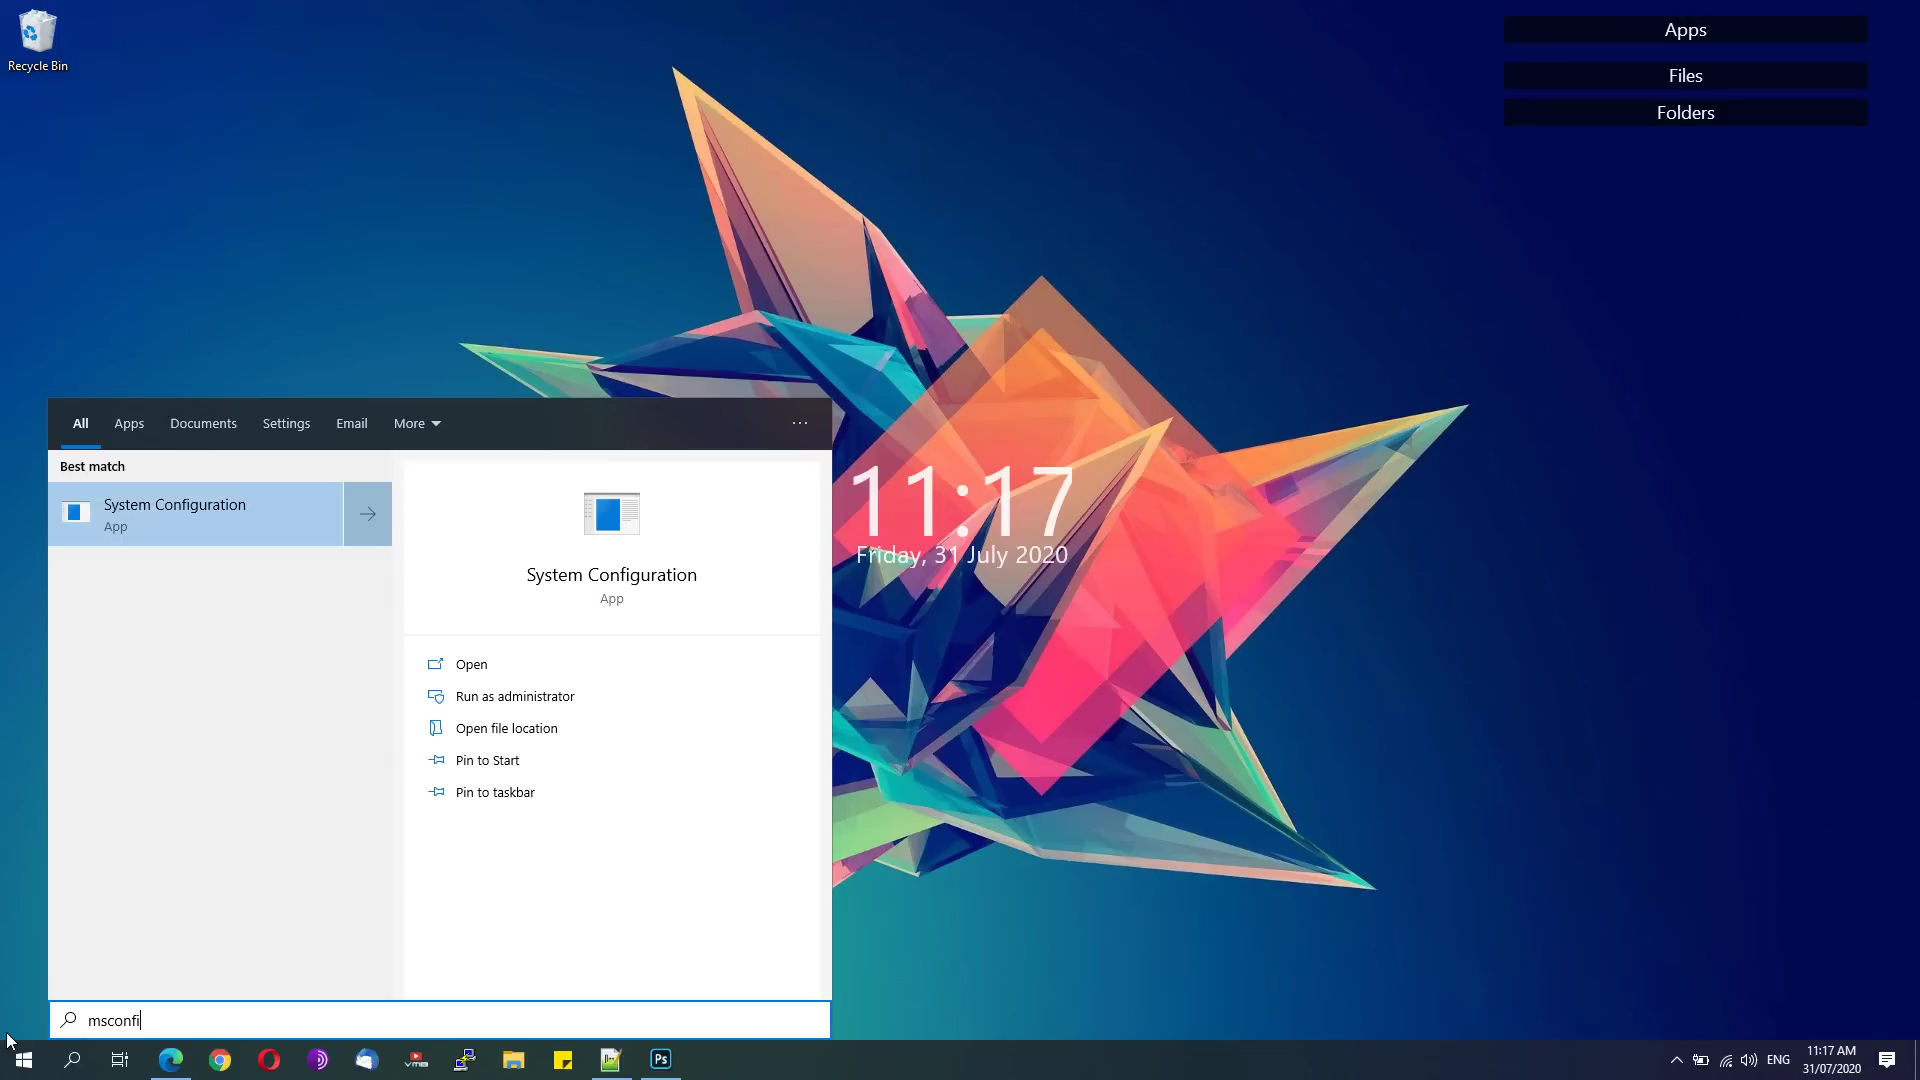 Recycle Bin
Apps
Files
Folders
All Apps Documents Settings Email More ...
Best match
System Configuration
App
System Configuration
App
Open
Run as administrator
Open file location
Pin to Start
Pin to taskbar
11:17
Friday, 31 July 2020
msconfi
Ps
ENG
11:17 AM
31/07/2020